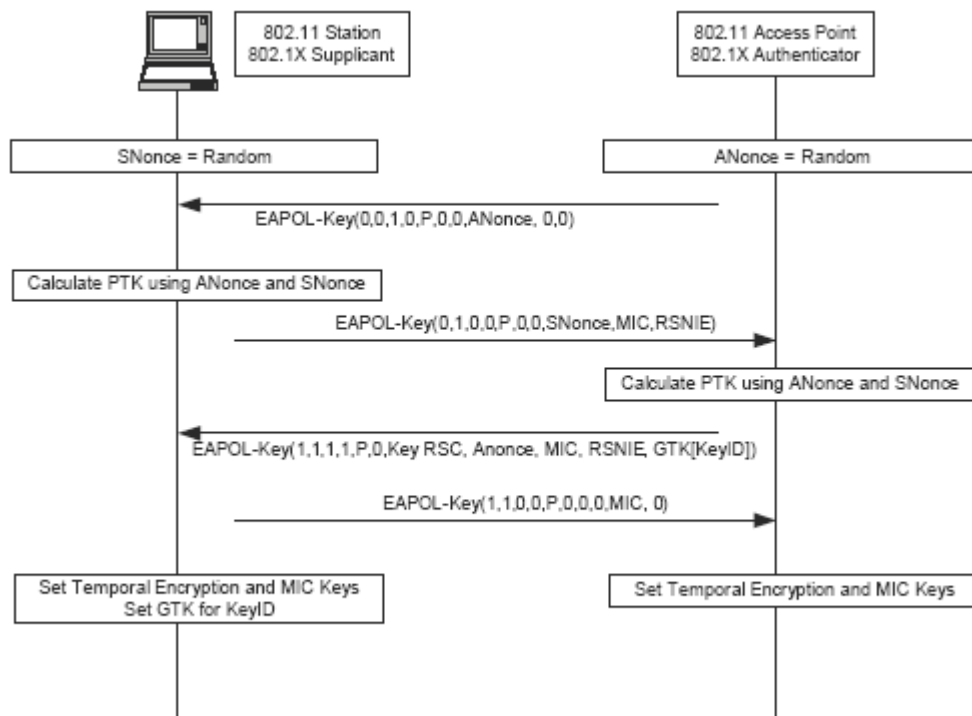 802.11 Station
802.1X Supplicant
802.11 Access Point
802.1X Authenticator
SNonce = Random
ANonce = Random
EAPOL-Key(0,0,1,0,P,0,0,ANonce, 0,0)
Calculate PTK using ANonce and SNonce
EAPOL-Key(0,1,0,0,P,0,0,SNonce,MIC,RSNIE)
Calculate PTK using ANonce and SNonce
EAPOL-Key(1,1,1,1,P,0,Key RSC, Anonce, MIC, RSNIE, GTK[KeyID])
EAPOL-Key(1,1,0,0,P,0,0,0,MIC, 0)
Set Temporal Encryption and MIC Keys
Set GTK for KeyID
Set Temporal Encryption and MIC Keys